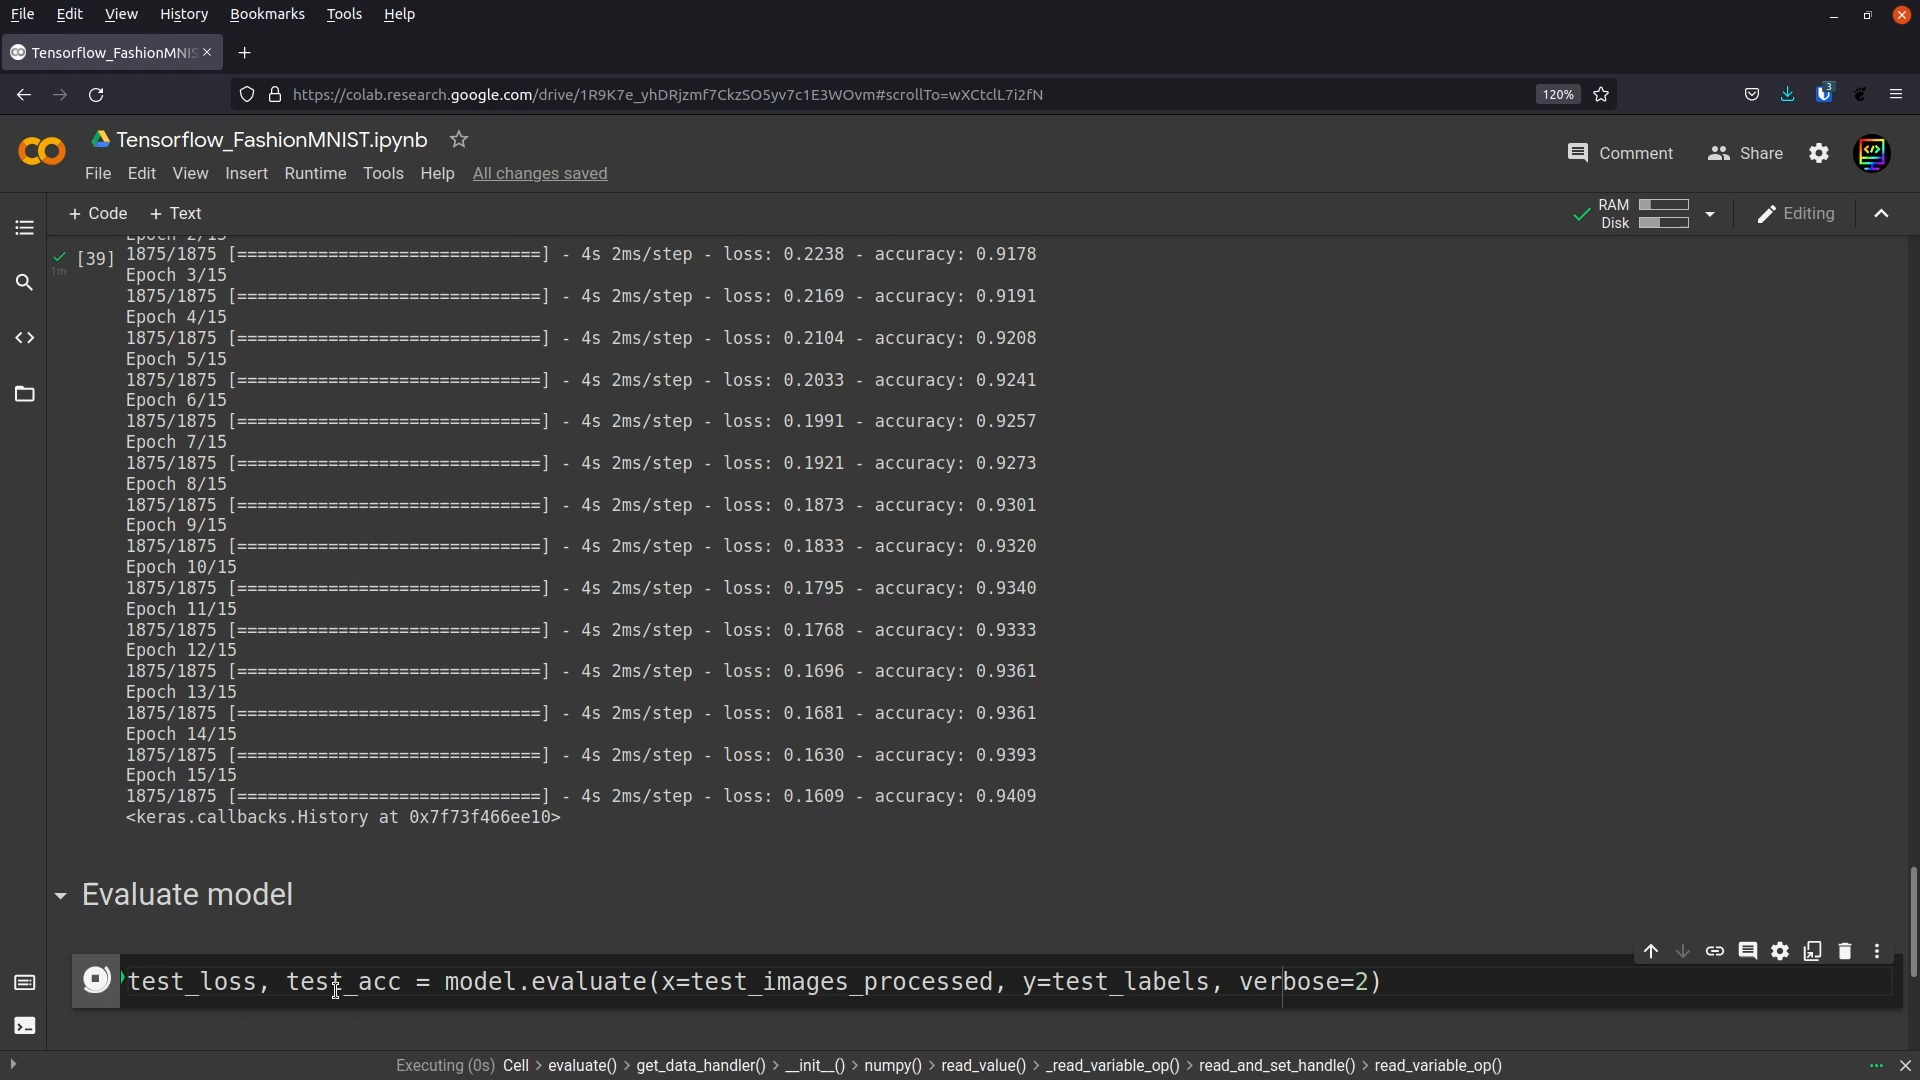 File Edit View History Bookmarks Tools Help
Tensorflow_FashionMNIS
https://colab.research.google.com/drive/1R9K7e_yhDRjzmf7CkzSO5yv7c1E3WOvm#scrollTo=wXCtclL7i2fN 120% 3
Tensorflow_FashionMNIST.ipynb
Comment Share
File Edit View Insert Runtime Tools Help All changes saved
+ Code + Text
RAM
Disk
Editing
Epoch 2/15
[39] 1875/1875 [==============================] - 4s 2ms/step - loss: 0.2238 - accuracy: 0.9178
1m
Epoch 3/15
1875/1875 [==============================] - 4s 2ms/step - loss: 0.2169 - accuracy: 0.9191
Epoch 4/15
1875/1875 [==============================] - 4s 2ms/step - loss: 0.2104 - accuracy: 0.9208
Epoch 5/15
1875/1875 [==============================] - 4s 2ms/step - loss: 0.2033 - accuracy: 0.9241
Epoch 6/15
1875/1875 [==============================] - 4s 2ms/step - loss: 0.1991 - accuracy: 0.9257
Epoch 7/15
1875/1875 [==============================] - 4s 2ms/step - loss: 0.1921 - accuracy: 0.9273
Epoch 8/15
1875/1875 [==============================] - 4s 2ms/step - loss: 0.1873 - accuracy: 0.9301
Epoch 9/15
1875/1875 [==============================] - 4s 2ms/step - loss: 0.1833 - accuracy: 0.9320
Epoch 10/15
1875/1875 [==============================] - 4s 2ms/step - loss: 0.1795 - accuracy: 0.9340
Epoch 11/15
1875/1875 [==============================] - 4s 2ms/step - loss: 0.1768 - accuracy: 0.9333
Epoch 12/15
1875/1875 [==============================] - 4s 2ms/step - loss: 0.1696 - accuracy: 0.9361
Epoch 13/15
1875/1875 [==============================] - 4s 2ms/step - loss: 0.1681 - accuracy: 0.9361
Epoch 14/15
1875/1875 [==============================] - 4s 2ms/step - loss: 0.1630 - accuracy: 0.9393
Epoch 15/15
1875/1875 [==============================] - 4s 2ms/step - loss: 0.1609 - accuracy: 0.9409
<keras.callbacks.History at 0x7f73f466ee10>
Evaluate model
test_loss, test_acc = model.evaluate(x=test_images_processed, y=test_labels, verbose=2)
Executing (0s) Cell > evaluate() > get_data_handler() > __init__() > numpy() > read_value() > _read_variable_op() > read_and_set_handle() > read_variable_op()